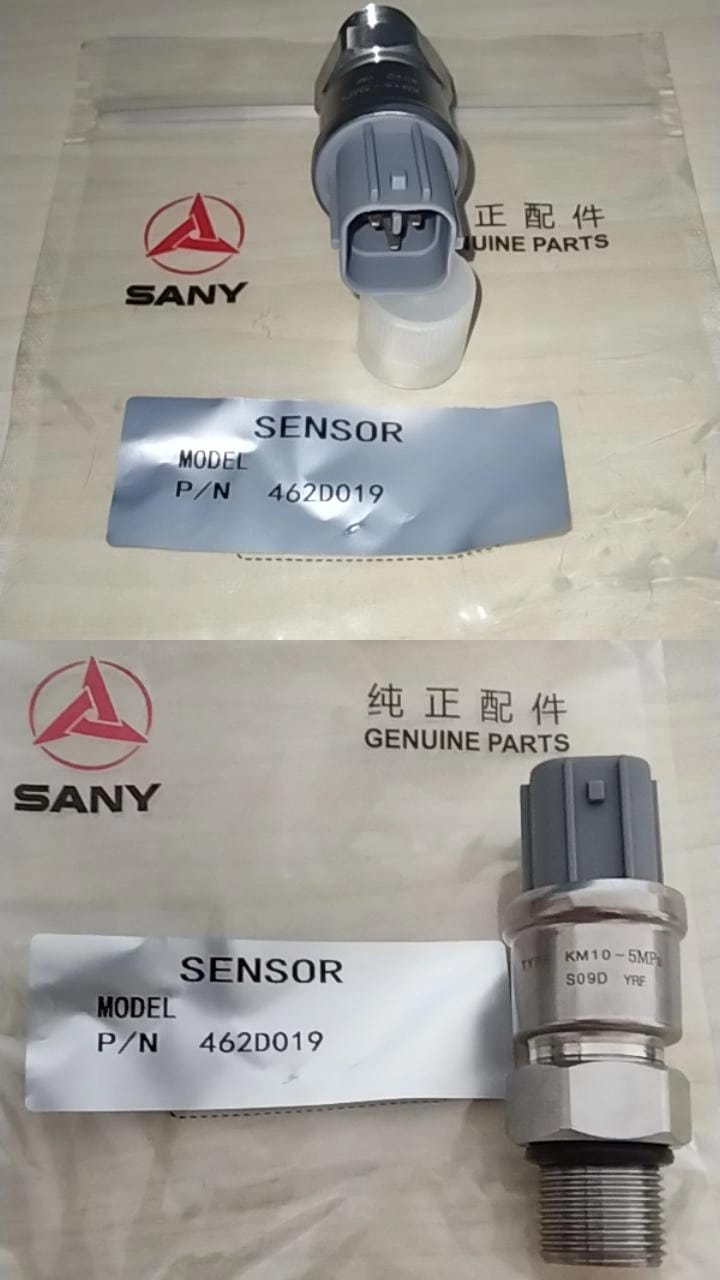 正配件
UINE PARTS
SANY
SENSOR
MODEL
P/N 462D019
纯正配件
GENUINE PARTS
SANY
SENSOR
MODEL
P/N 462D019
TYPE KM10-5MPa
S09D YRF